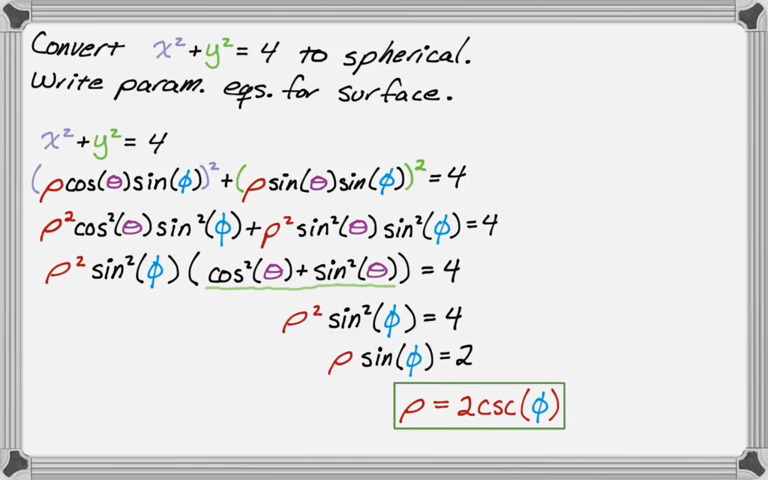 Convert x² + y² = 4 to spherical.
Write param. eqs. for surface.
x² + y² = 4
(ρcos(θ)sin(ϕ))² + (ρsin(θ)sin(ϕ))² = 4
ρ²cos²(θ)sin²(ϕ) + ρ²sin²(θ)sin²(ϕ) = 4
ρ²sin²(ϕ)(cos²(θ) + sin²(θ)) = 4
ρ²sin²(ϕ) = 4
ρ sin(ϕ) = 2
ρ = 2csc(ϕ)